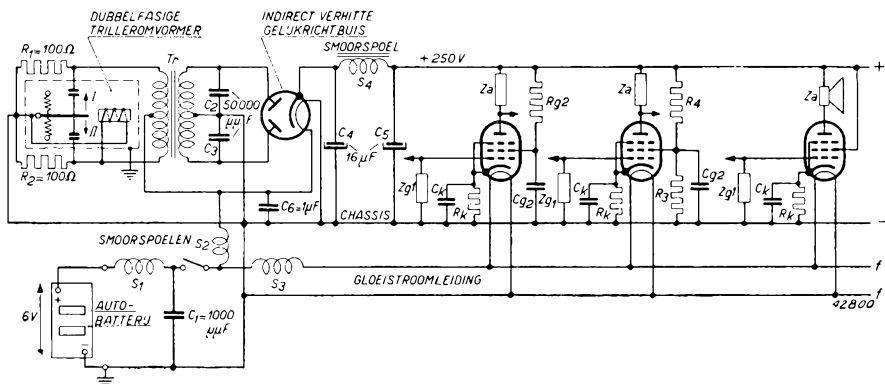 DUBBELFASIGE
TRILLEROMVORMER
INDIRECT VERHITTE
GELIJKRICHTBUIS
SMOORSPOEL
R1=100Ω
Tr
S4
+250V
+
I
II
C2
50000
μμF
C3
C4
C5
16μF
Za
Rg2
Za
R4
Za
R2=100Ω
Zg1
Ck
Rk
Cg2
Zg1
Ck
Rk
R3
Cg2
Zg1
Ck
Rk
C6=1μF
CHASSIS
−
SMOORSPOELEN
S2
S1
S3
GLOEISTROOMLEIDING
f
f
6V
+
AUTO-
BATTERIJ
−
C1=1000
μμF
42800